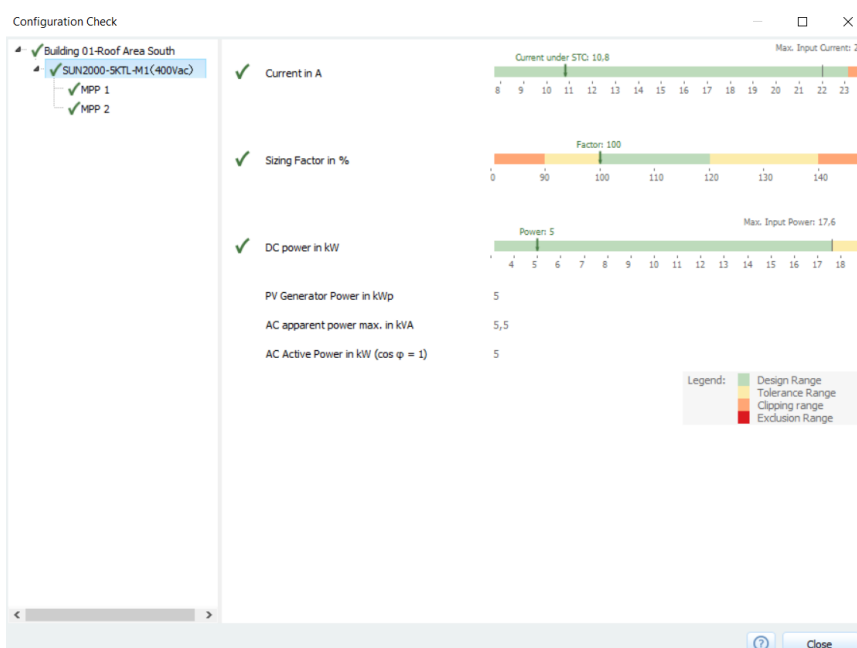 Configuration Check
Building 01-Roof Area South
SUN2000-5KTL-M1(400Vac)
MPP 1
MPP 2
Max. Input Current: 2
Current under STC: 10,8
Current in A
8 9 10 11 12 13 14 15 16 17 18 19 20 21 22 23
Factor: 100
Sizing Factor in %
0 90 100 110 120 130 140
Max. Input Power: 17,6
Power: 5
DC power in kW
4 5 6 7 8 9 10 11 12 13 14 15 16 17 18
PV Generator Power in kWp 5
AC apparent power max. in kVA 5,5
AC Active Power in kW (cos φ = 1) 5
Legend: Design Range
Tolerance Range
Clipping range
Exclusion Range
? Close